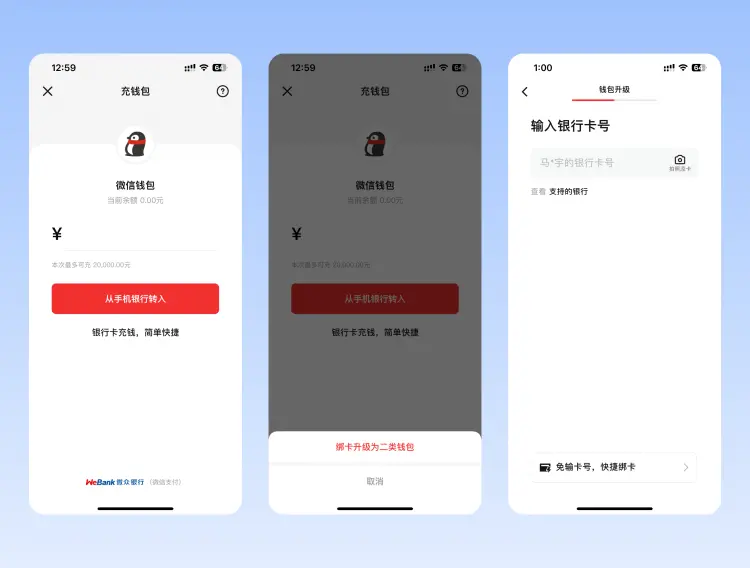 12:59
64
充钱包
微信钱包
当前余额 0.00元
¥
本次最多可充 20,000.00元
从手机银行转入
银行卡充钱，简单快捷
WeBank 微众银行 （微信支付）
12:59
64
充钱包
微信钱包
当前余额 0.00元
¥
本次最多可充 20,000.00元
从手机银行转入
银行卡充钱，简单快捷
绑卡升级为二类钱包
取消
1:00
64
钱包升级
输入银行卡号
马*宇的银行卡号
拍照添卡
查看 支持的银行
免输卡号，快捷绑卡